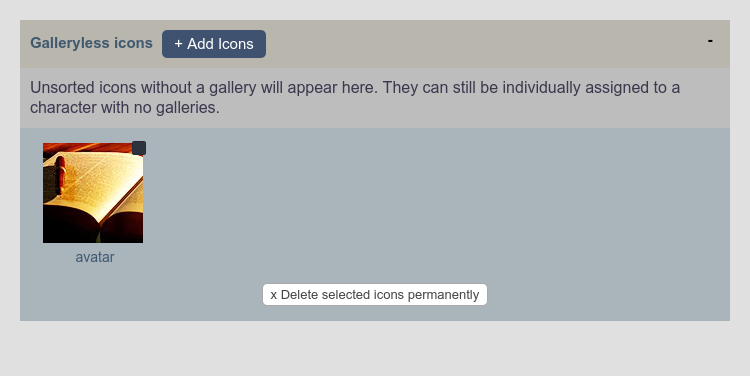 Galleryless icons + Add Icons -
Unsorted icons without a gallery will appear here. They can still be individually assigned to a
character with no galleries.
avatar
x Delete selected icons permanently